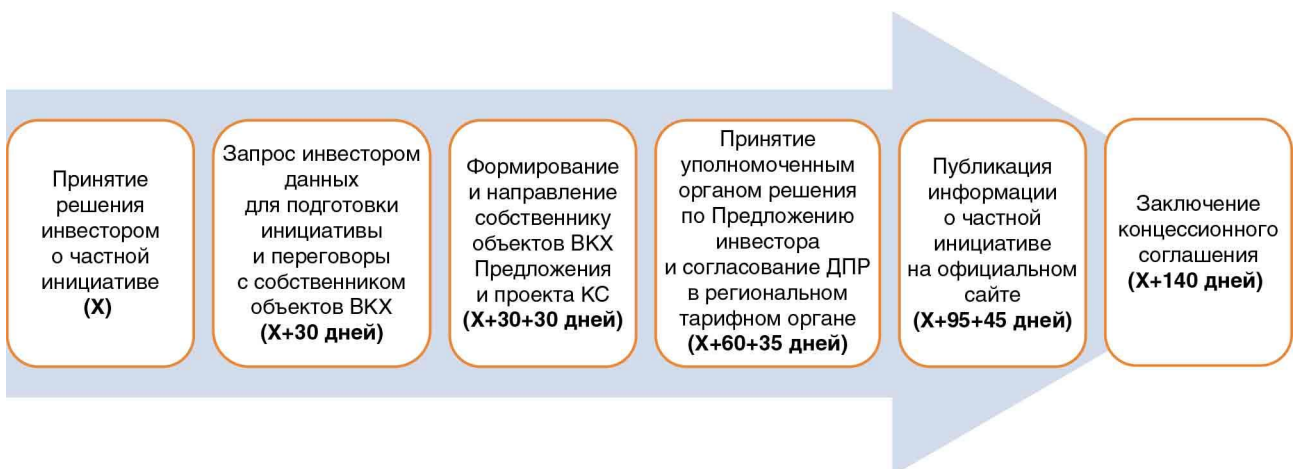 Принятие
решения
инвестором
о частной
инициативе
(X)
Запрос инвестором
данных
для подготовки
инициативы
и переговоры
с собственником
объектов ВКХ
(X+30 дней)
Формирование
и направление
собственнику
объектов ВКХ
Предложения
и проекта КС
(X+30+30 дней)
Принятие
уполномоченным
органом решения
по Предложению
инвестора
и согласование ДПР
в региональном
тарифном органе
(X+60+35 дней)
Публикация
информации
о частной
инициативе
на официальном
сайте
(X+95+45 дней)
Заключение
концессионного
соглашения
(X+140 дней)